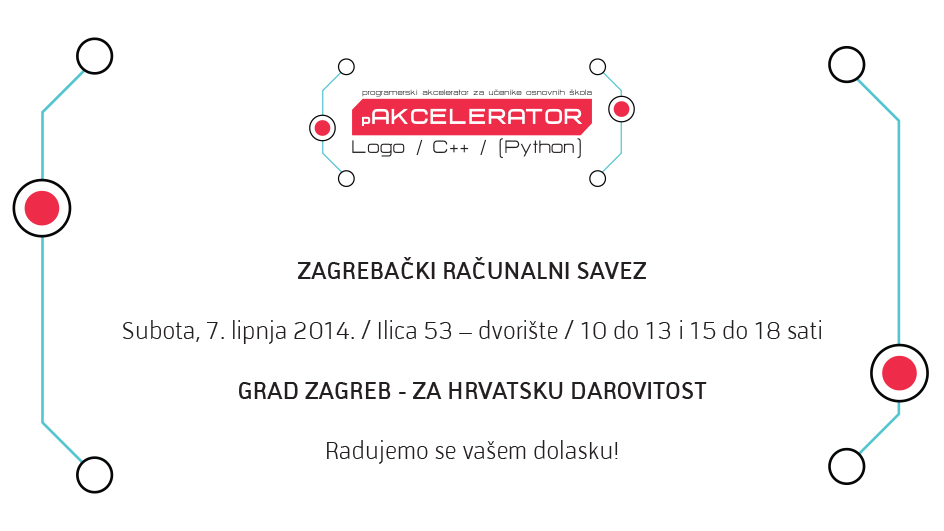 programerski akcelerator za učenike osnovnih škola
pAKCELERATOR
Logo / C++ / (Python)
ZAGREBAČKI RAČUNALNI SAVEZ
Subota, 7. lipnja 2014. / Ilica 53 – dvorište / 10 do 13 i 15 do 18 sati
GRAD ZAGREB - ZA HRVATSKU DAROVITOST
Radujemo se vašem dolasku!